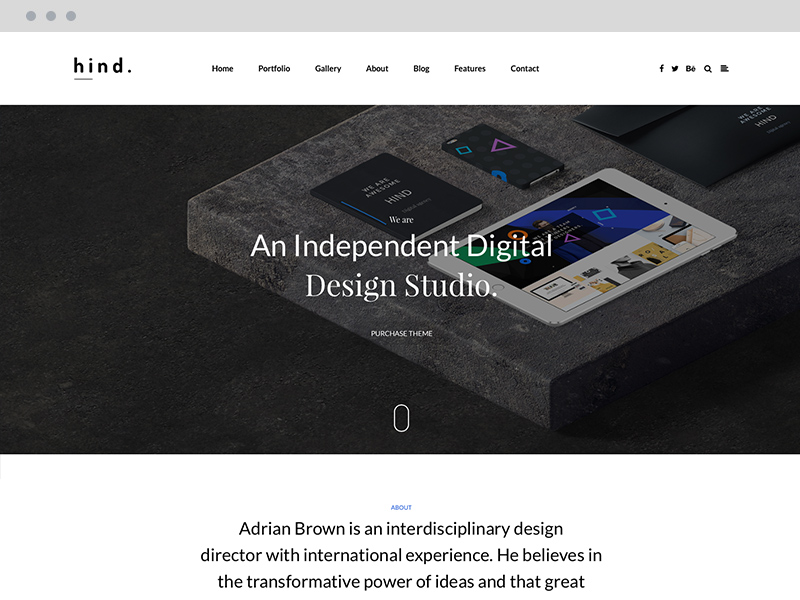 hind.
Home Portfolio Gallery About Blog Features Contact
Bē
WE ARE
AWESOME
HIND
WE ARE
AWESOME
HIND
We are
An Independent Digital
Design Studio.
PURCHASE THEME
ABOUT
Adrian Brown is an interdisciplinary design
director with international experience. He believes in
the transformative power of ideas and that great